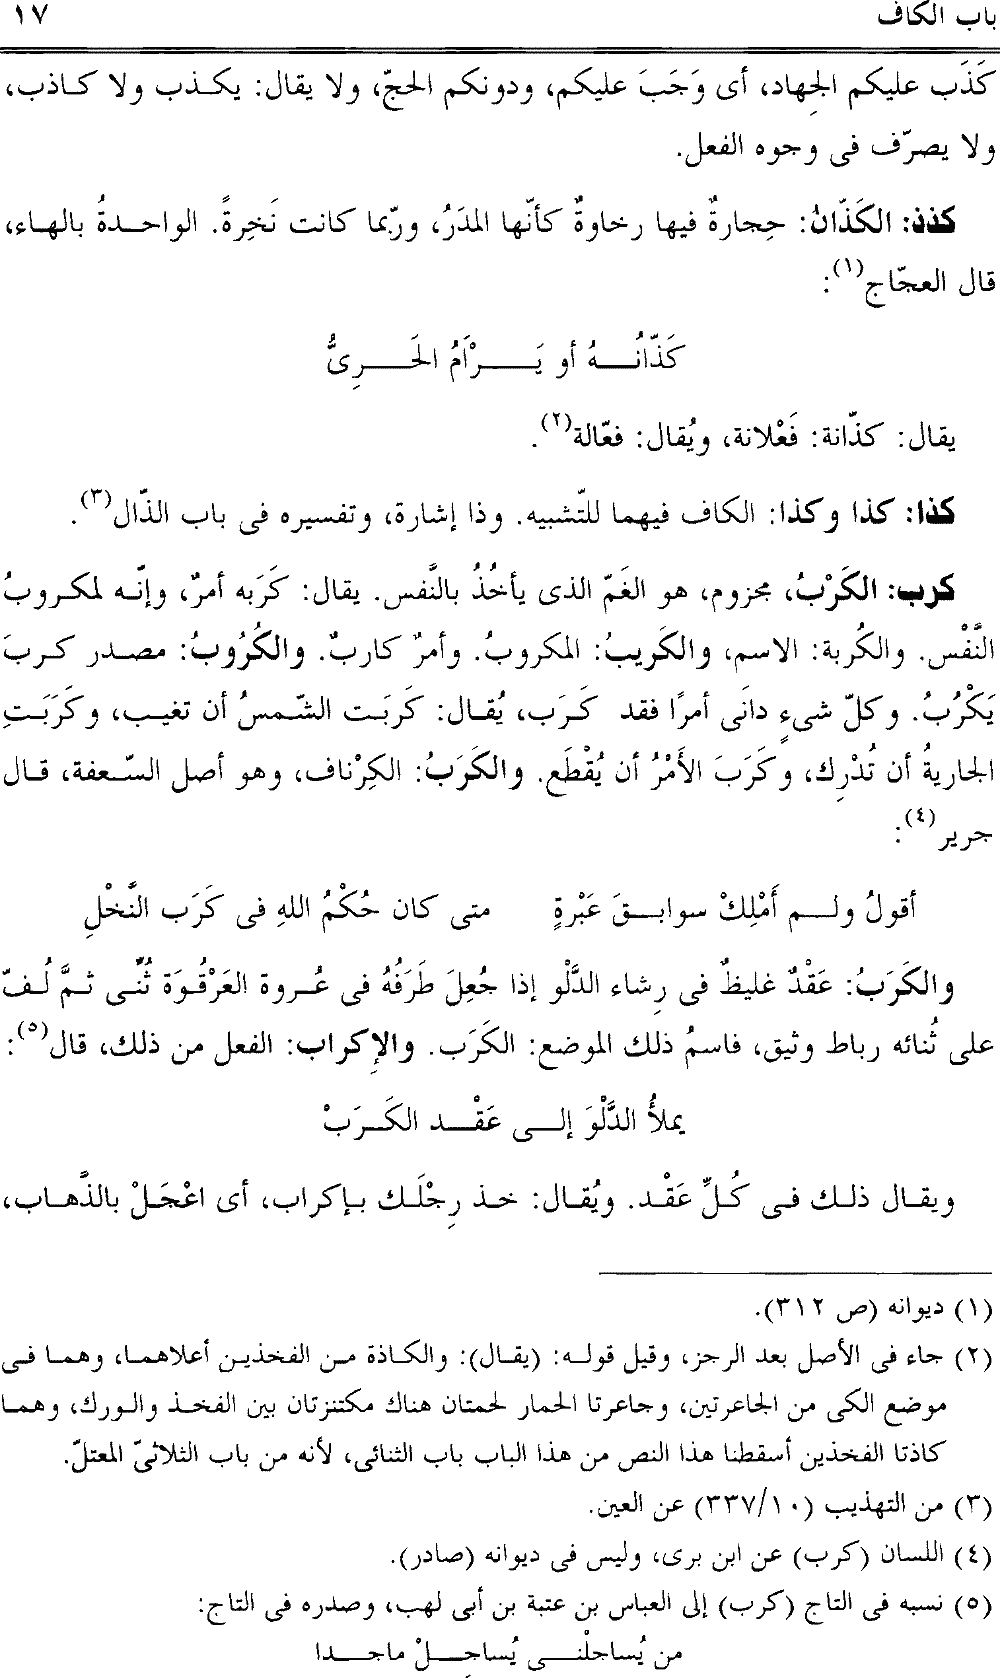 باب الكاف ١٧
كَذَب عليكم الجِهاد، أى وَجَبَ عليكم، ودونكم الحجّ، ولا يقال: يكذب ولا كاذب،
ولا يصرّف فى وجوه الفعل.
كذذ: الكَذّانُ: حِجارةٌ فيها رخاوةٌ كأنّها المدَرُ، وربّما كانت نَخِرةً. الواحدةُ بالهاء،
قال العجّاج(١):
كَذّانُهُ أو يَرْأمُ الحَرِىُّ
يقال: كذّانة: فَعْلانة، ويُقال: فعّالة(٢).
كذا: كذا وكذا: الكاف فيهما للتّشبيه. وذا إشارة، وتفسيره فى باب الذّال(٣).
كرب: الكَرْبُ، مجزوم، هو الغَمّ الذى يأخُذُ بالنَّفس. يقال: كَرَبه أمرٌ، وإنّه لمكروبُ
النَّفْس. والكُربة: الاسم، والكَريبُ: المكروبُ. وأمرٌ كاربٌ. والكُرُوبُ: مصدر كربَ
يَكْرُبُ. وكلّ شىءٍ دانَى أمرًا فقد كَرَب، يُقال: كَربَت الشّمسُ أن تغيب، وكَرَبَتِ
الجاريةُ أن تُدْرِك، وكَرَبَ الأمْرُ أن يُقْطَع. والكَرَبُ: الكِرْناف، وهو أصل السّعفة، قال
جرير(٤):
أقولُ ولم أَمْلِكْ سوابقَ عَبْرةٍ متى كان حُكْمُ اللهِ فى كَرَب النَّخْلِ
والكَرَبُ: عَقْدٌ غليظٌ فى رِشاء الدَّلْو إذا جُعِلَ طَرَفُهُ فى عُروة العَرْقُوَة ثُنِّى ثمَّ لُفّ
على ثُنائه رباط وثيق، فاسمُ ذلك الموضع: الكَرَب. والإكراب: الفعل من ذلك، قال(٥):
يملأُ الدَّلْوَ إلى عَقْد الكَرَبْ
ويقال ذلك فى كُلِّ عَقْد. ويُقال: خذ رِجْلَك بإكراب، أى اعْجَلْ بالذَّهاب،
(١) ديوانه (ص ٣١٢).
(٢) جاء فى الأصل بعد الرجز، وقيل قوله: (يقال): والكاذة من الفخذين أعلاهما، وهما فى
موضع الكى من الجاعرتين، وجاعرتا الحمار لحمتان هناك مكتنزتان بين الفخذ والورك، وهما
كاذتا الفخذين أسقطنا هذا النص من هذا الباب باب الثنائى، لأنه من باب الثلاثىّ المعتلّ.
(٣) من التهذيب (٣٣٧/١٠) عن العين.
(٤) اللسان (كرب) عن ابن برى، وليس فى ديوانه (صادر).
(٥) نسبه فى التاج (كرب) إلى العباس بن عتبة بن أبى لهب، وصدره فى التاج:
من يُساجلْنى يُساجِلْ ماجدا